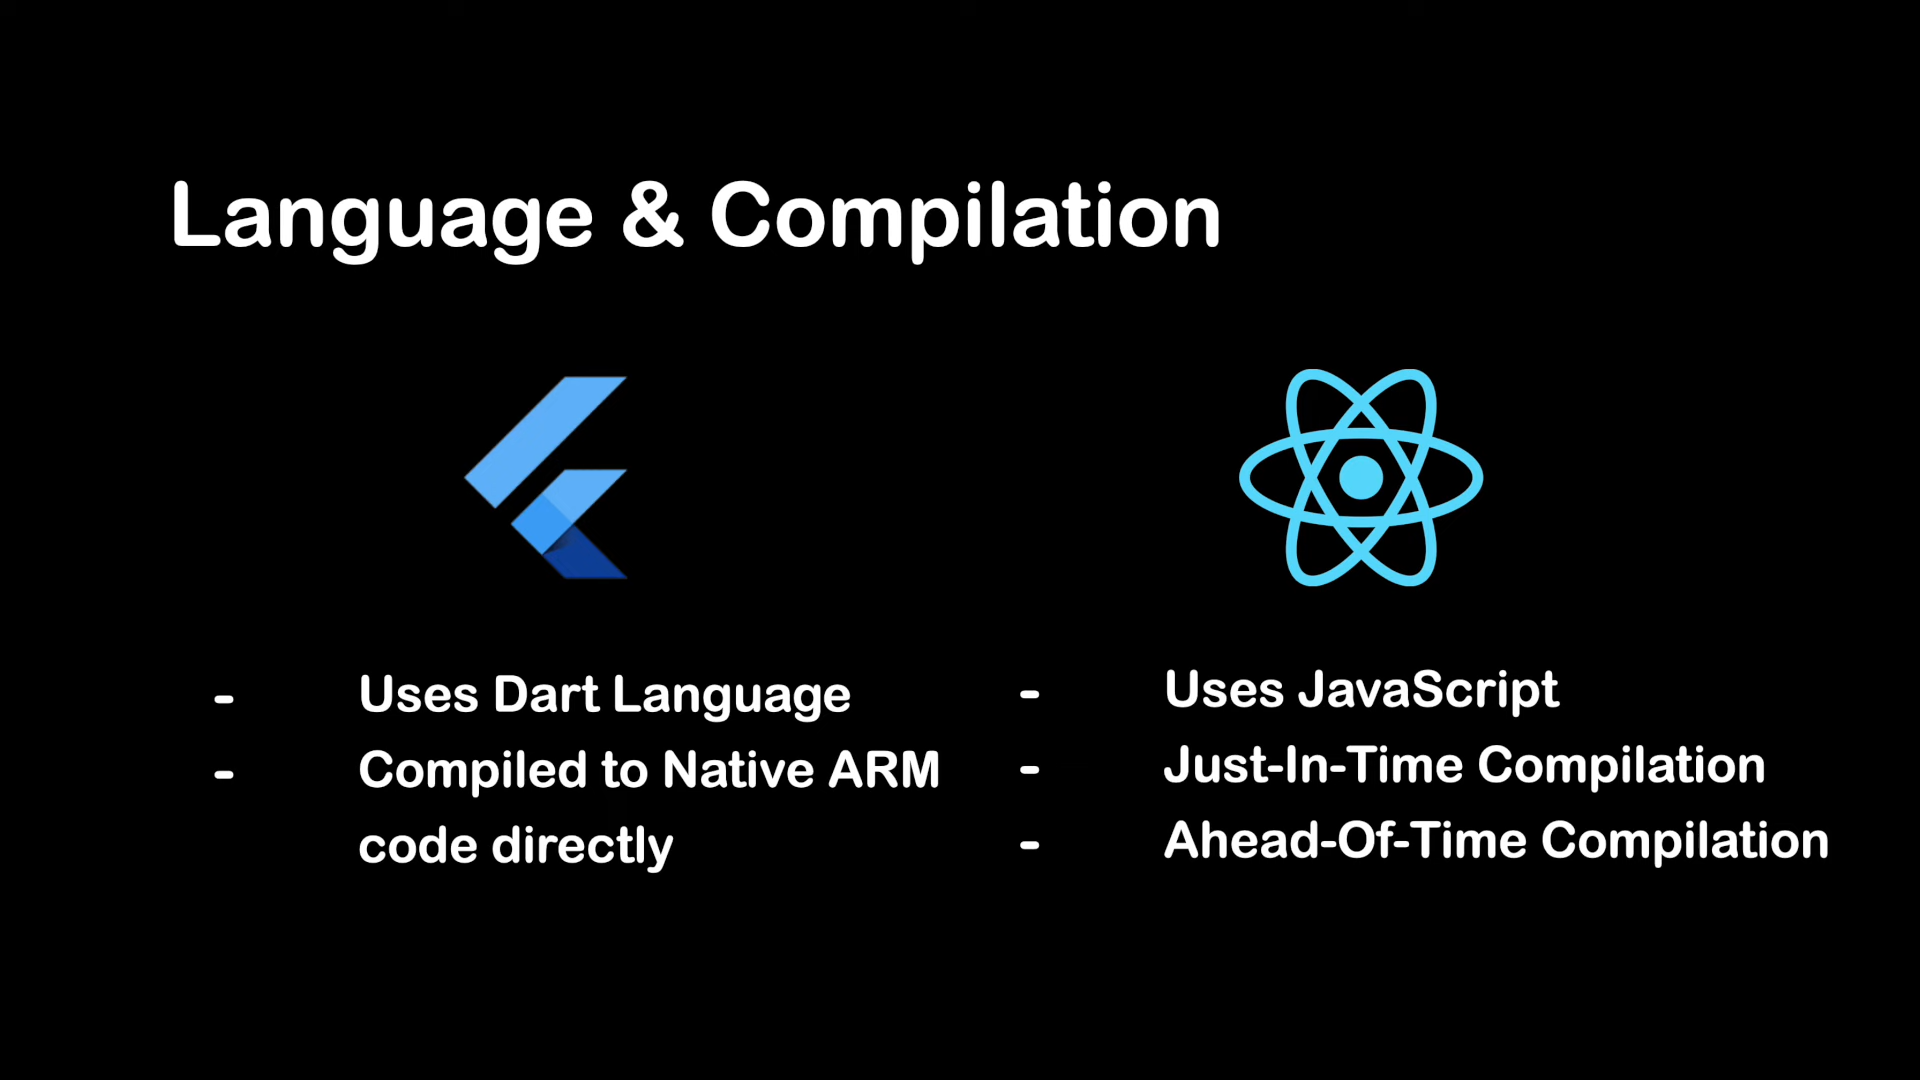 Language & Compilation
- Uses Dart Language
- Compiled to Native ARM
code directly
- Uses JavaScript
- Just-In-Time Compilation
- Ahead-Of-Time Compilation